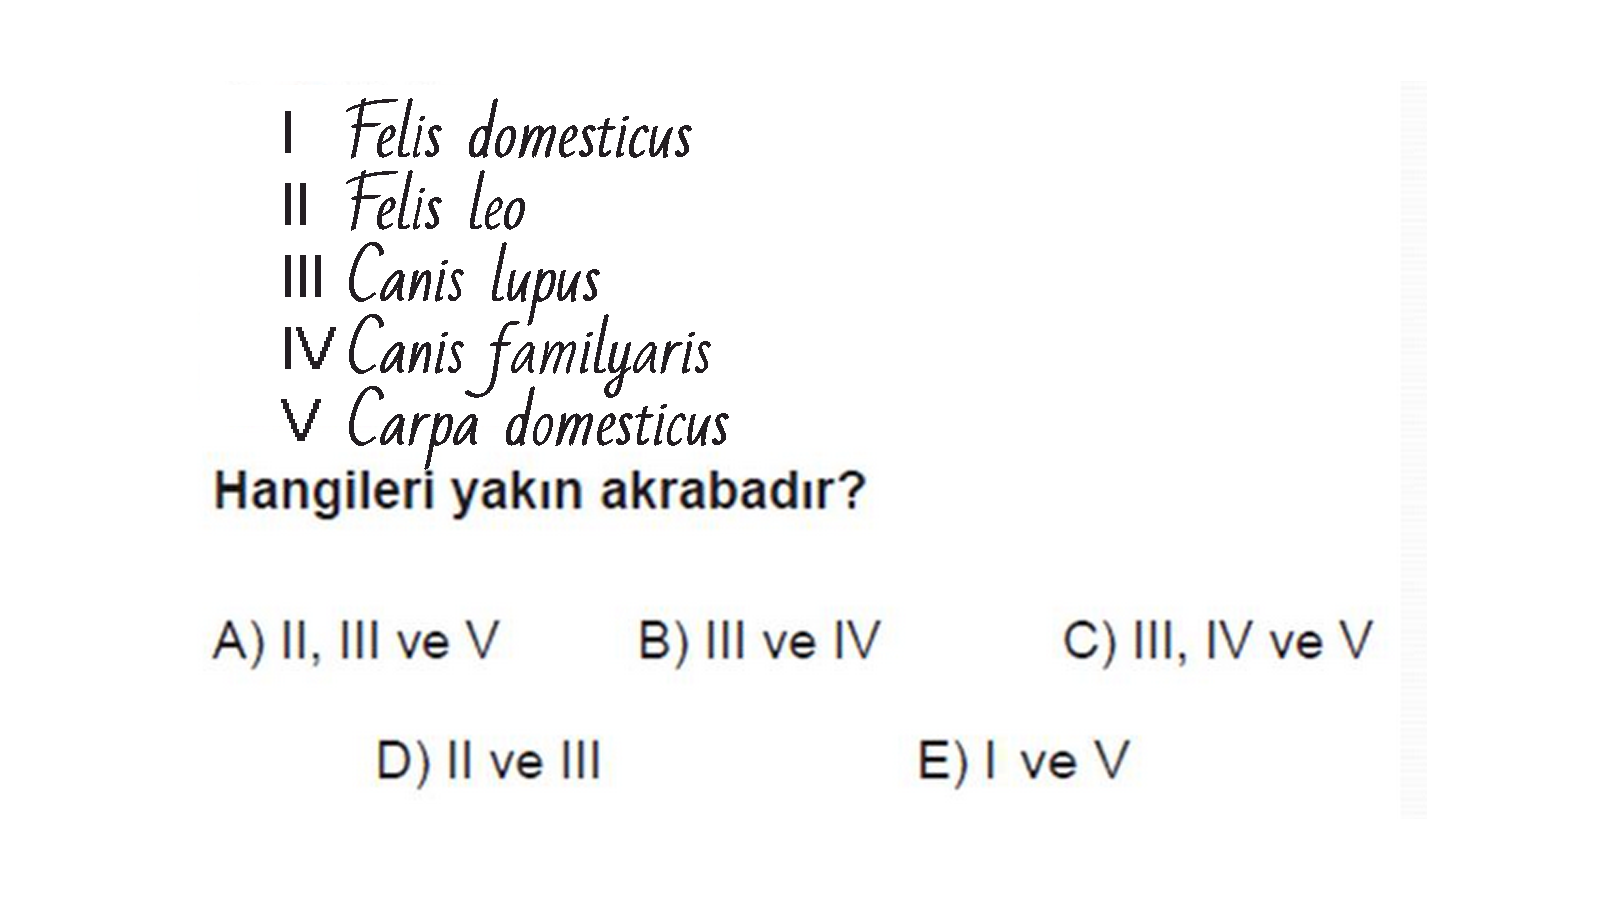 I Felis domesticus
II Felis leo
III Canis lupus
IV Canis familyaris
V Carpa domesticus
Hangileri yakın akrabadır?
A) II, III ve V B) III ve IV C) III, IV ve V
D) II ve III E) I ve V